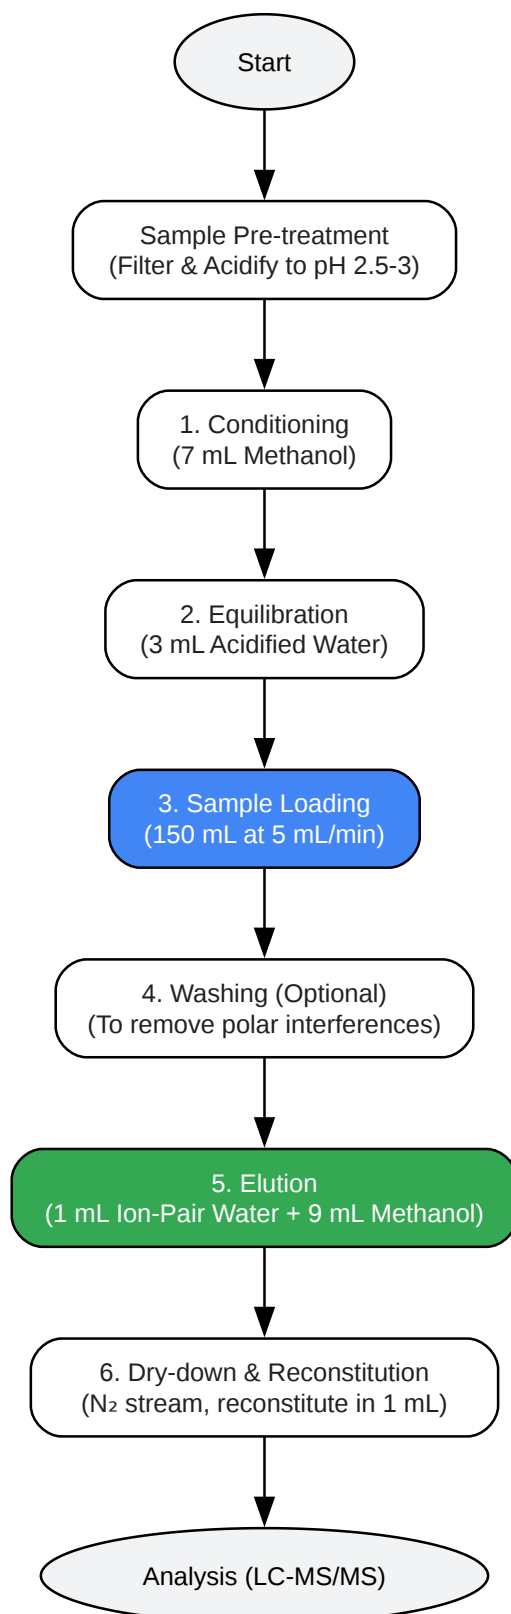 Start
Sample Pre-treatment
(Filter & Acidify to pH 2.5-3)
1. Conditioning
(7 mL Methanol)
2. Equilibration
(3 mL Acidified Water)
3. Sample Loading
(150 mL at 5 mL/min)
4. Washing (Optional)
(To remove polar interferences)
5. Elution
(1 mL Ion-Pair Water + 9 mL Methanol)
6. Dry-down & Reconstitution
(N₂ stream, reconstitute in 1 mL)
Analysis (LC-MS/MS)